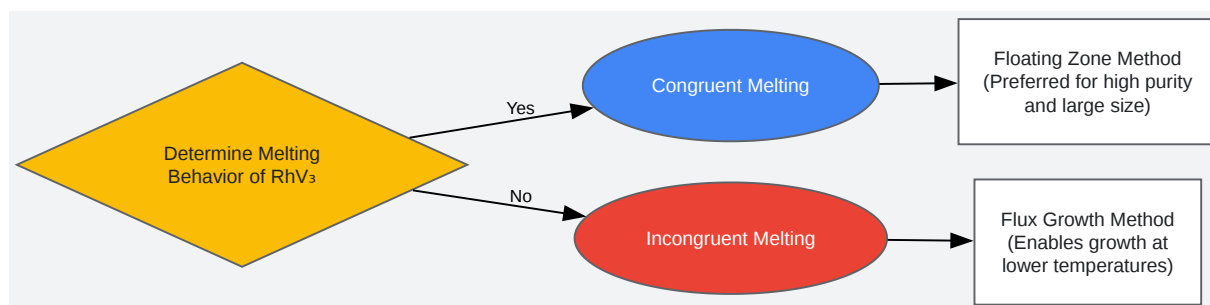 Determine Melting
Behavior of RhV₃
Yes
No
Congruent Melting
Incongruent Melting
Floating Zone Method
(Preferred for high purity
and large size)
Flux Growth Method
(Enables growth at
lower temperatures)